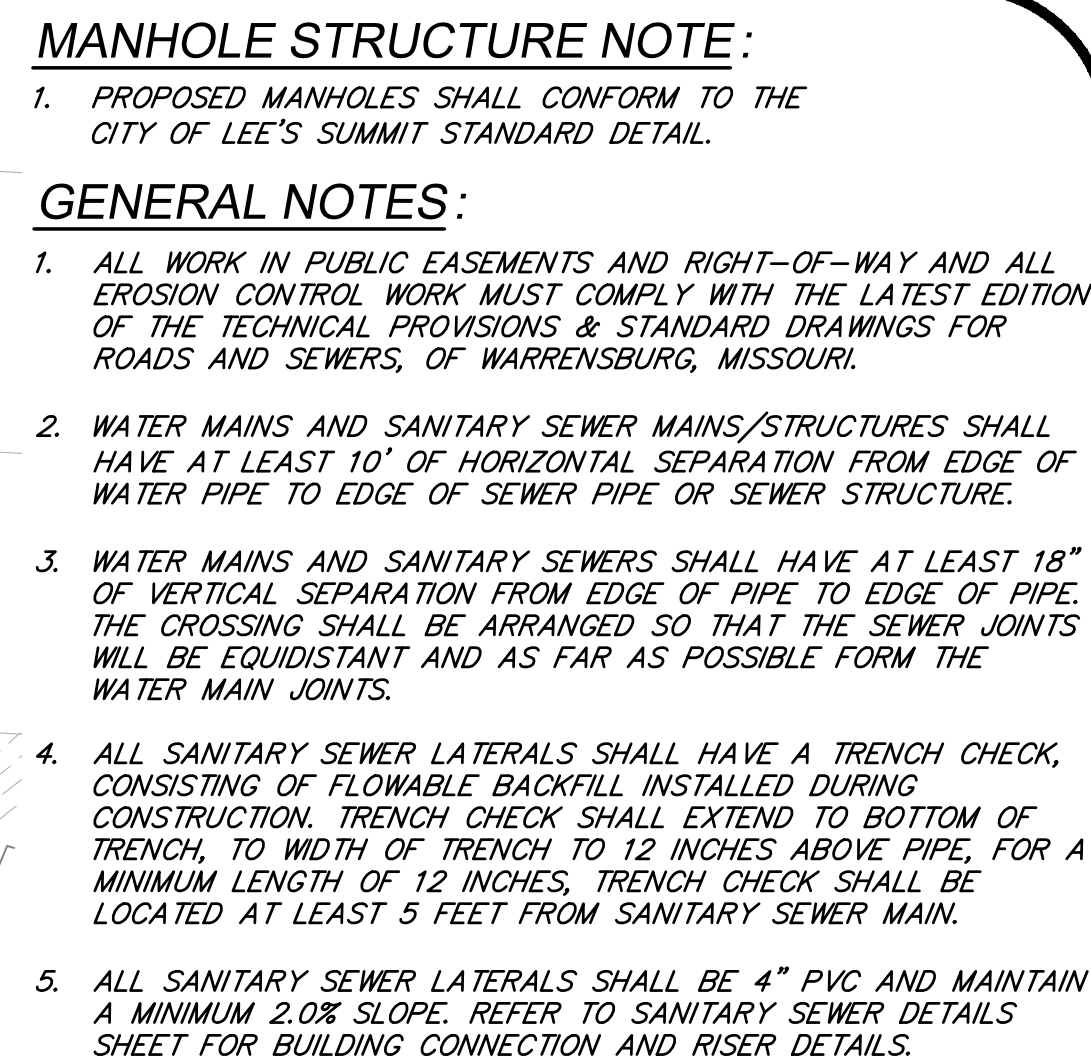 MANHOLE STRUCTURE NOTE:
1. PROPOSED MANHOLES SHALL CONFORM TO THE
CITY OF LEE'S SUMMIT STANDARD DETAIL.
GENERAL NOTES:
1. ALL WORK IN PUBLIC EASEMENTS AND RIGHT-OF-WAY AND ALL
EROSION CONTROL WORK MUST COMPLY WITH THE LATEST EDITION
OF THE TECHNICAL PROVISIONS & STANDARD DRAWINGS FOR
ROADS AND SEWERS, OF WARRENSBURG, MISSOURI.
2. WATER MAINS AND SANITARY SEWER MAINS/STRUCTURES SHALL
HAVE AT LEAST 10' OF HORIZONTAL SEPARATION FROM EDGE OF
WATER PIPE TO EDGE OF SEWER PIPE OR SEWER STRUCTURE.
3. WATER MAINS AND SANITARY SEWERS SHALL HAVE AT LEAST 18"
OF VERTICAL SEPARATION FROM EDGE OF PIPE TO EDGE OF PIPE.
THE CROSSING SHALL BE ARRANGED SO THAT THE SEWER JOINTS
WILL BE EQUIDISTANT AND AS FAR AS POSSIBLE FORM THE
WATER MAIN JOINTS.
4. ALL SANITARY SEWER LATERALS SHALL HAVE A TRENCH CHECK,
CONSISTING OF FLOWABLE BACKFILL INSTALLED DURING
CONSTRUCTION. TRENCH CHECK SHALL EXTEND TO BOTTOM OF
TRENCH, TO WIDTH OF TRENCH TO 12 INCHES ABOVE PIPE, FOR A
MINIMUM LENGTH OF 12 INCHES, TRENCH CHECK SHALL BE
LOCATED AT LEAST 5 FEET FROM SANITARY SEWER MAIN.
5. ALL SANITARY SEWER LATERALS SHALL BE 4" PVC AND MAINTAIN
A MINIMUM 2.0% SLOPE. REFER TO SANITARY SEWER DETAILS
SHEET FOR BUILDING CONNECTION AND RISER DETAILS.